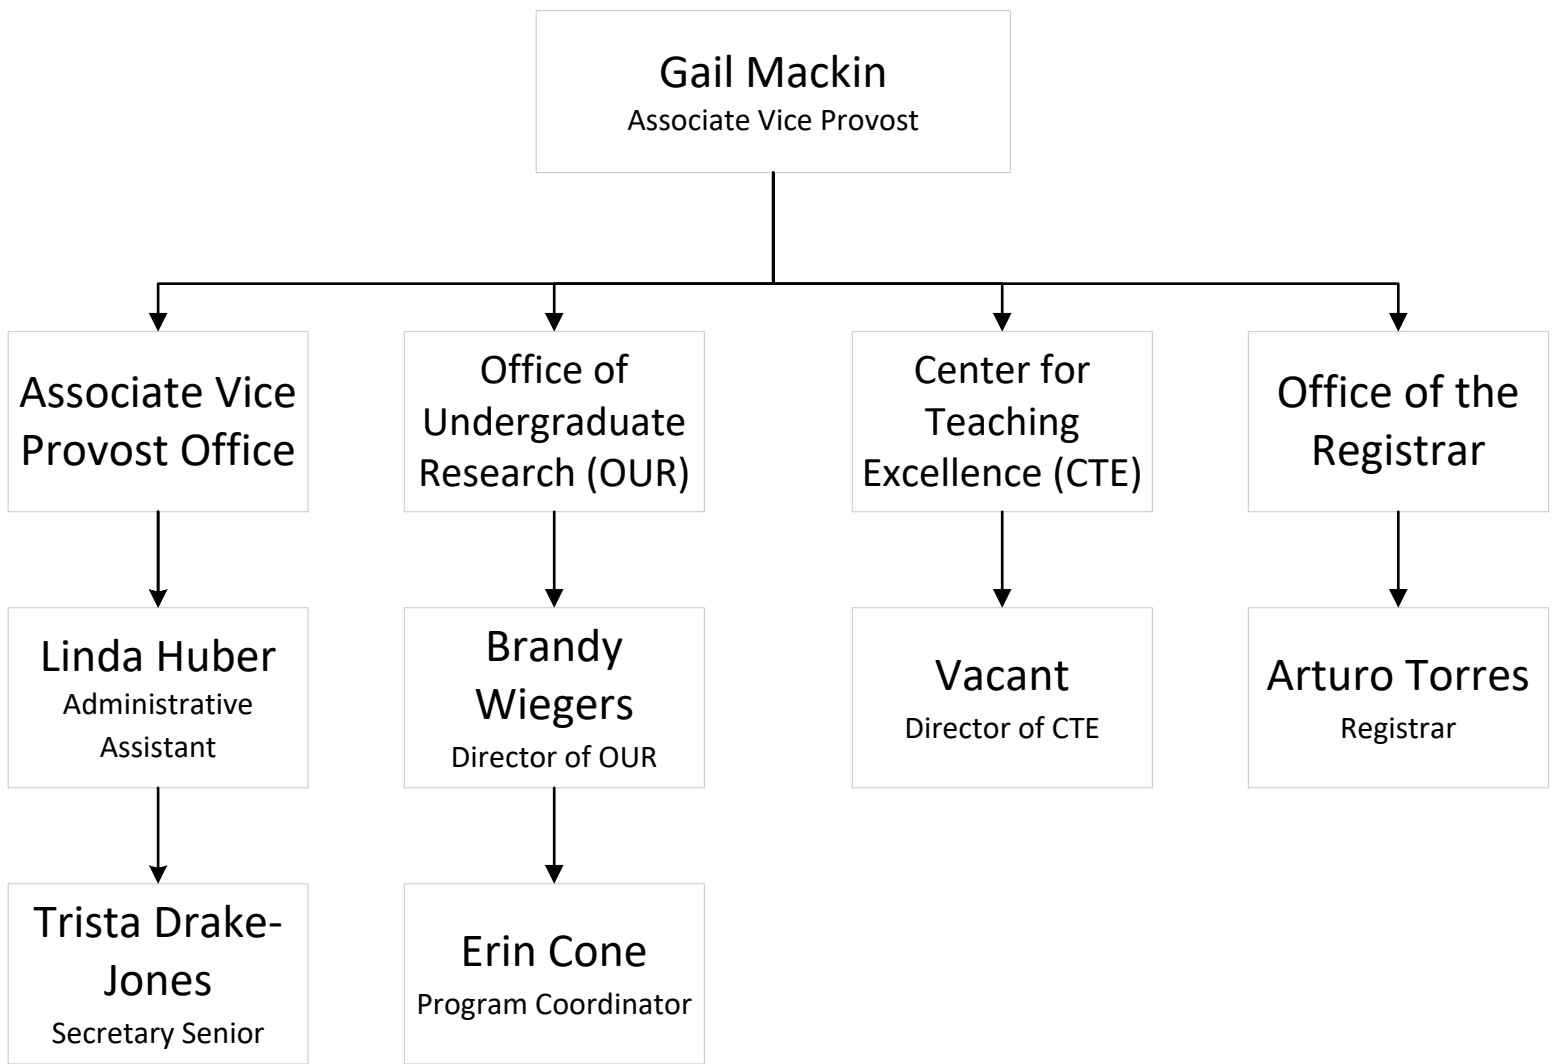 Gail Mackin
Associate Vice Provost
Associate Vice
Provost Office
Office of
Undergraduate
Research (OUR)
Center for
Teaching
Excellence (CTE)
Office of the
Registrar
Linda Huber
Administrative
Assistant
Brandy
Wiegers
Director of OUR
Vacant
Director of CTE
Arturo Torres
Registrar
Trista Drake-
Jones
Secretary Senior
Erin Cone
Program Coordinator